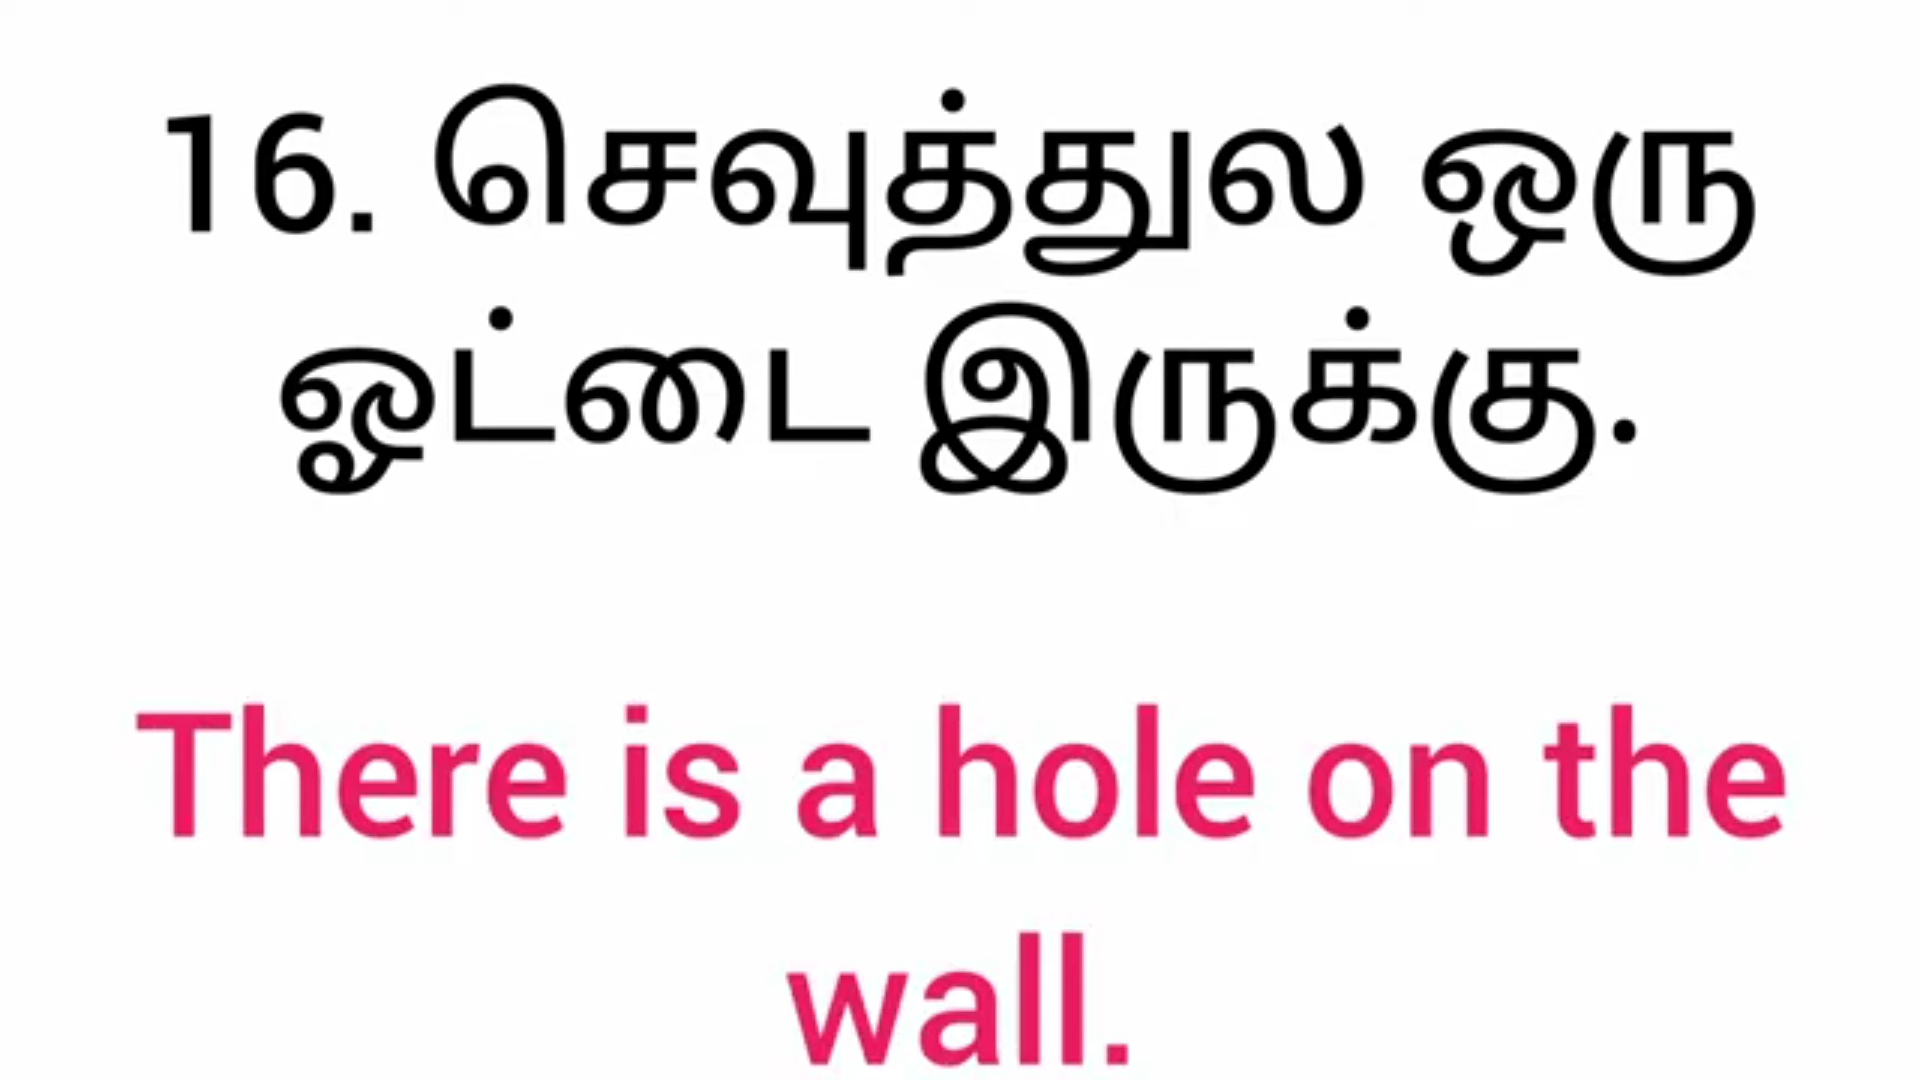 16. செவுத்துல ஒரு
ஓட்டை இருக்கு.
There is a hole on the
wall.